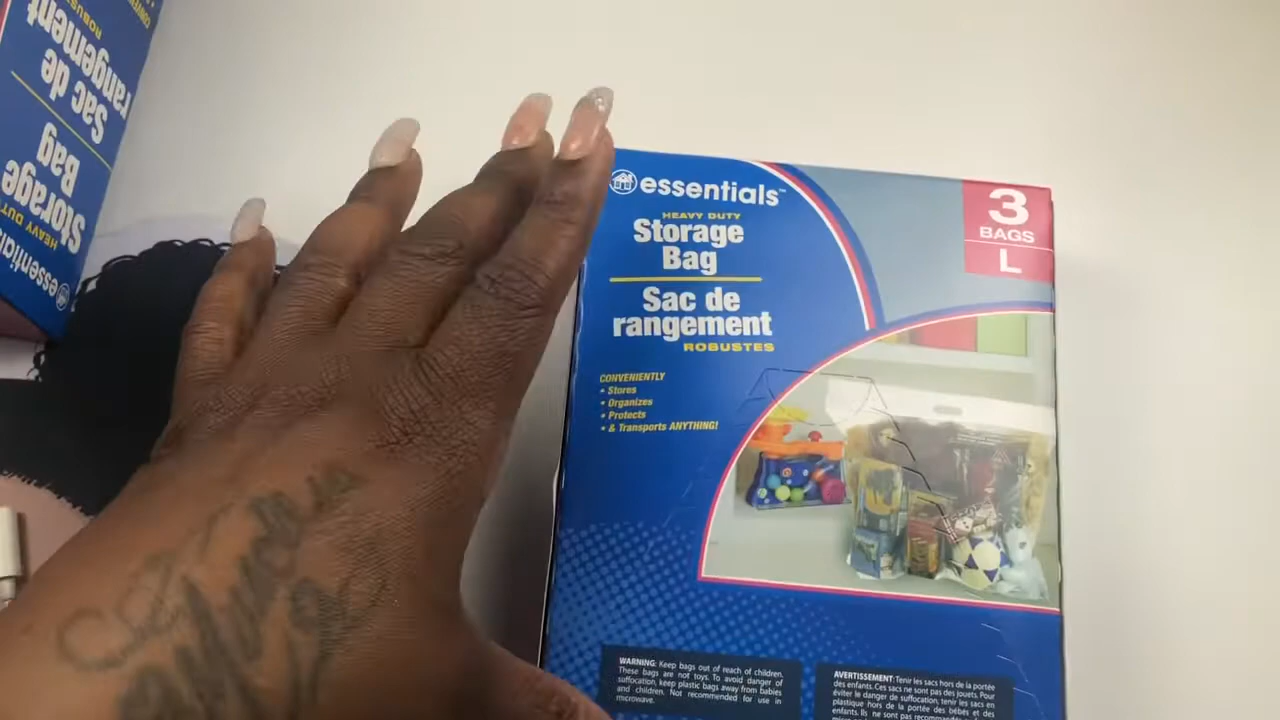 essentials™
HEAVY DUTY
Storage
Bag
Sac de
rangement
ROBUSTES
3
BAGS
L
CONVENIENTLY
• Stores
• Organizes
• Protects
• & Transports ANYTHING!
WARNING: Keep bags out of reach of children.
These bags are not toys. To avoid danger of
suffocation, keep plastic bags away from babies
and children. Not recommended for use in
microwave.
AVERTISSEMENT: Tenir les sacs hors de la portée
des enfants. Ces sacs ne sont pas des jouets. Pour
éviter le danger de suffocation, tenir les sacs en
plastique hors de la portée des bébés et des
enfants. Ils ne sont pas
essentials
HEAVY DUTY
Storage
Bag
Sac de
rangement
ROBUS